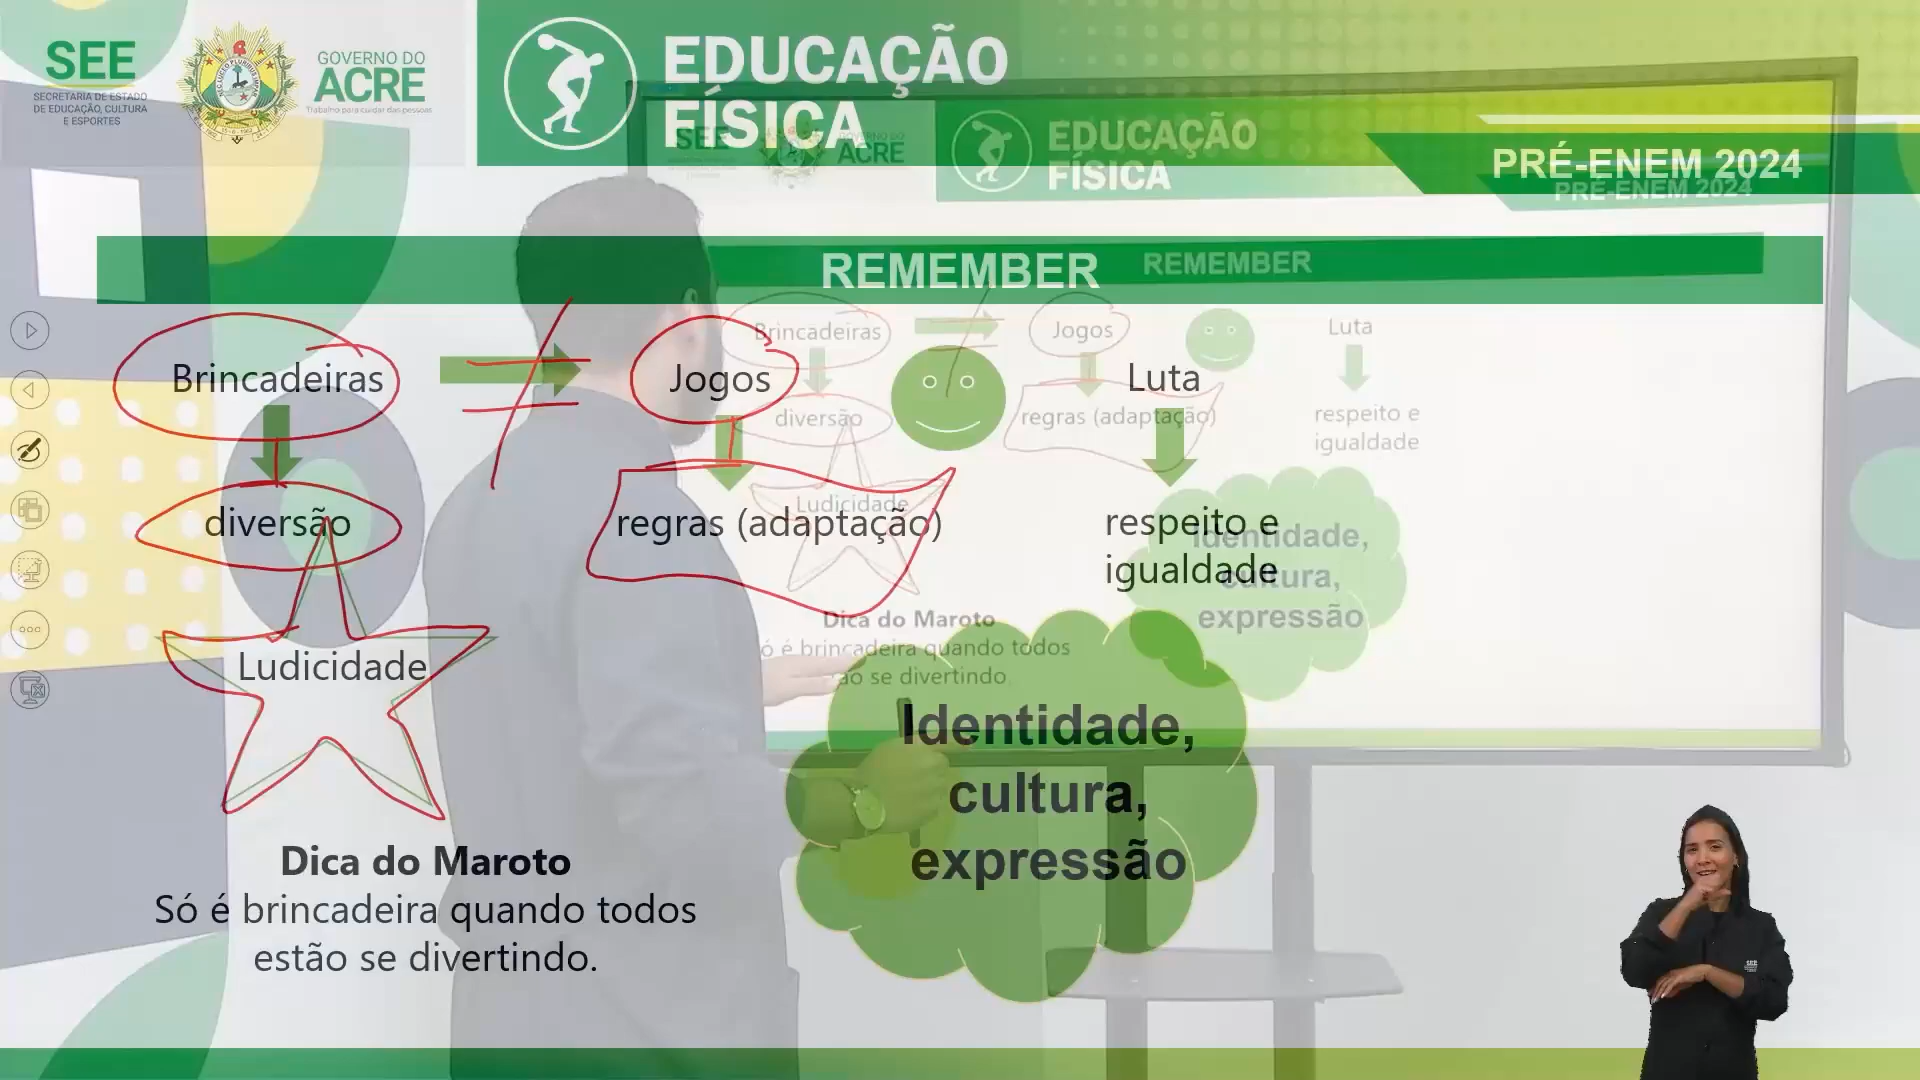 SEE
SECRETARIA DE ESTADO
DE EDUCAÇÃO, CULTURA
E ESPORTES
GOVERNO DO
ACRE
Trabalho para cuidar das pessoas
EDUCAÇÃO
FÍSICA
SEE
ACRE
EDUCAÇÃO
FÍSICA
PRÉ-ENEM 2024
PRÉ-ENEM 2024
REMEMBER
REMEMBER
Brincadeiras
Jogos
Luta
Brincadeiras
Jogos
Luta
diversão
regras (adaptação)
respeito e
igualdade
diversão
regras (adaptação)
respeito e
igualdade
Ludicidade
Ludicidade
Identidade,
cultura,
expressão
Dica do Maroto
ó é brincadeira quando todos
ão se divertindo.
Identidade,
cultura,
expressão
Dica do Maroto
Só é brincadeira quando todos
estão se divertindo.